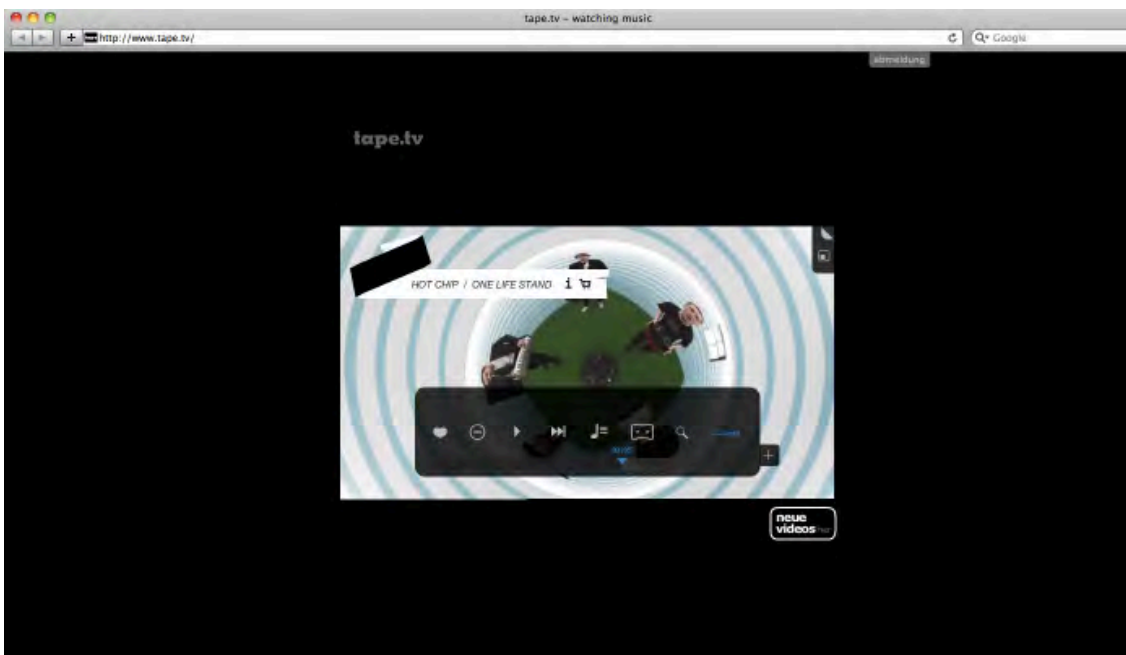 tape.tv – watching music
http://www.tape.tv/
Google
abmeldung
tape.tv
HOT CHIP / ONE LIFE STAND i
neue
videos